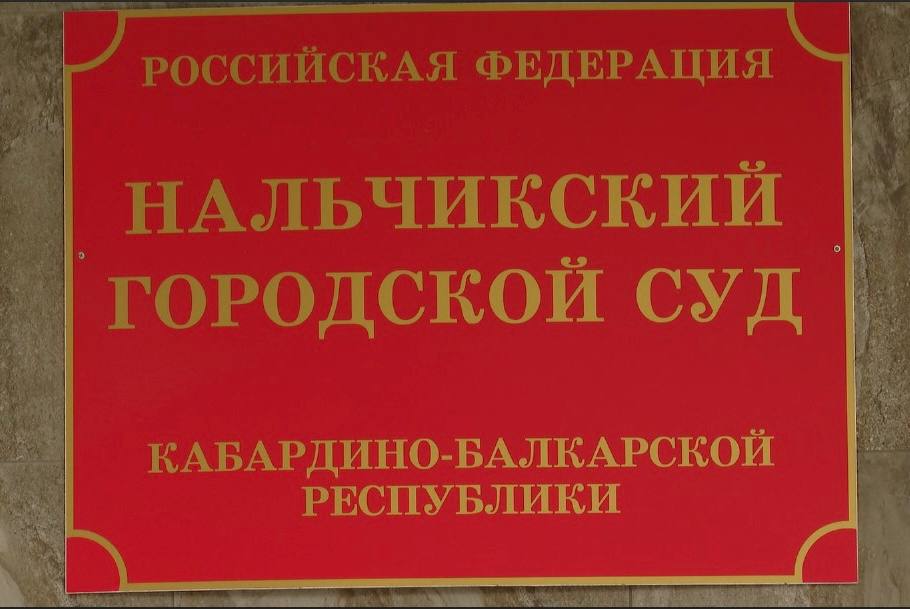 РОССИЙСКАЯ ФЕДЕРАЦИЯ
НАЛЬЧИКСКИЙ
ГОРОДСКОЙ СУД
КАБАРДИНО-БАЛКАРСКОЙ
РЕСПУБЛИКИ